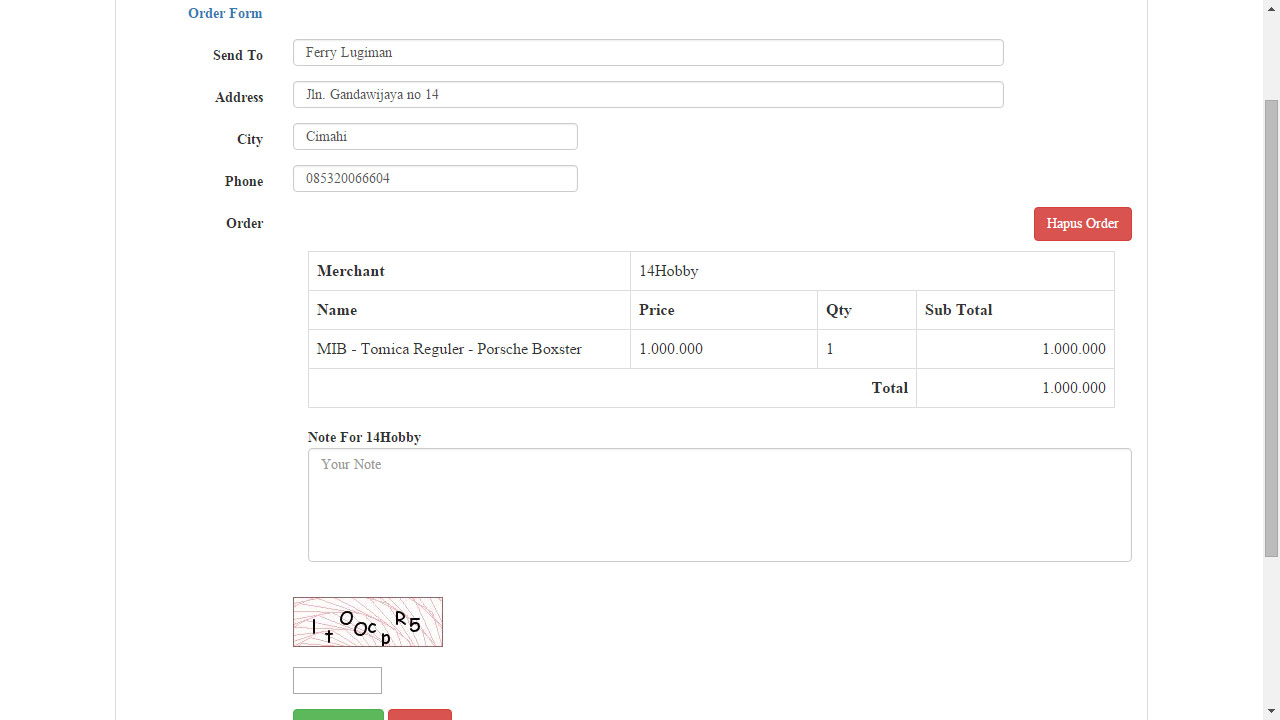 Order Form
Send To Ferry Lugiman
Address Jln. Gandawijaya no 14
City Cimahi
Phone 085320066604
Order Hapus Order
Merchant 14Hobby
Name Price Qty Sub Total
MIB - Tomica Reguler - Porsche Boxster 1.000.000 1 1.000.000
Total 1.000.000
Note For 14Hobby
Your Note